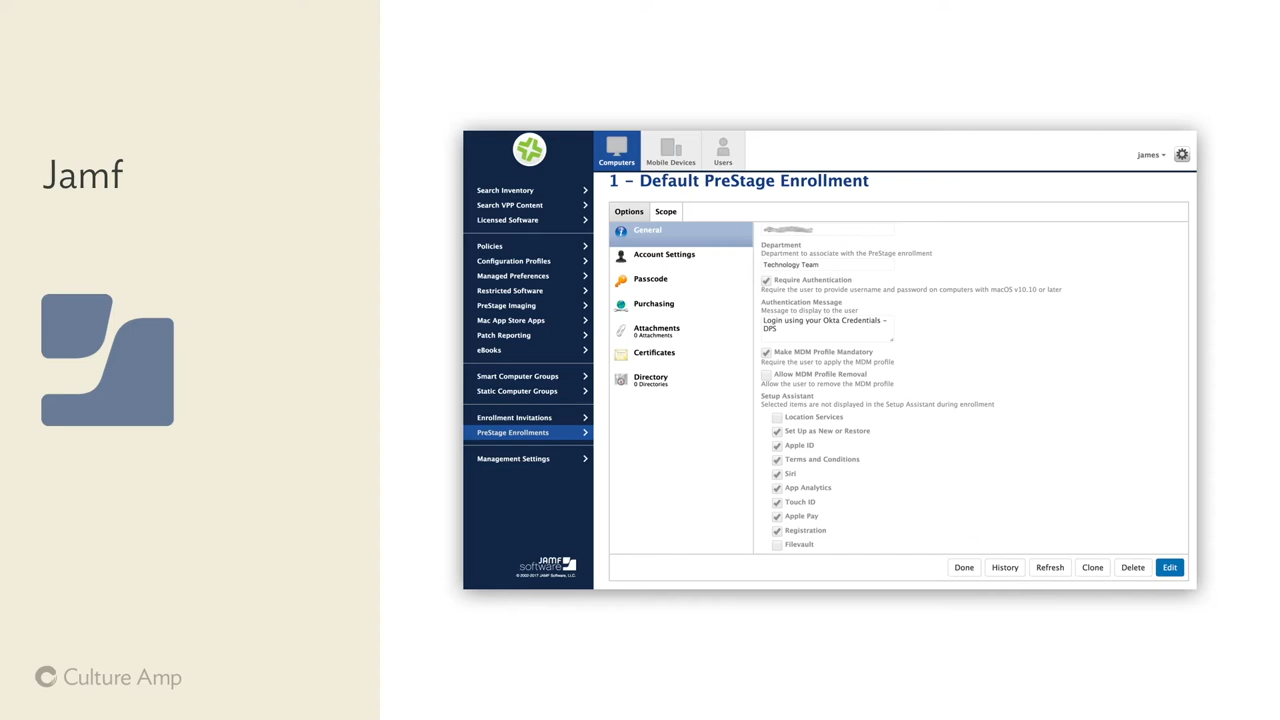 Jamf
Culture Amp
Computers
Mobile Devices
Users
james
Search Inventory
Search VPP Content
Licensed Software
Policies
Configuration Profiles
Managed Preferences
Restricted Software
PreStage Imaging
Mac App Store Apps
Patch Reporting
eBooks
Smart Computer Groups
Static Computer Groups
Enrollment Invitations
PreStage Enrollments
Management Settings
JAMF
software
© 2002-2017 JAMF Software, LLC.
1 – Default PreStage Enrollment
Options
Scope
General
Account Settings
Passcode
Purchasing
Attachments
0 Attachments
Certificates
Directory
0 Directories
Department
Department to associate with the PreStage enrollment
Technology Team
Require Authentication
Require the user to provide username and password on computers with macOS v10.10 or later
Authentication Message
Message to display to the user
Login using your Okta Credentials –
DPS
Make MDM Profile Mandatory
Require the user to apply the MDM profile
Allow MDM Profile Removal
Allow the user to remove the MDM profile
Setup Assistant
Selected items are not displayed in the Setup Assistant during enrollment
Location Services
Set Up as New or Restore
Apple ID
Terms and Conditions
Siri
App Analytics
Touch ID
Apple Pay
Registration
Filevault
Done
History
Refresh
Clone
Delete
Edit